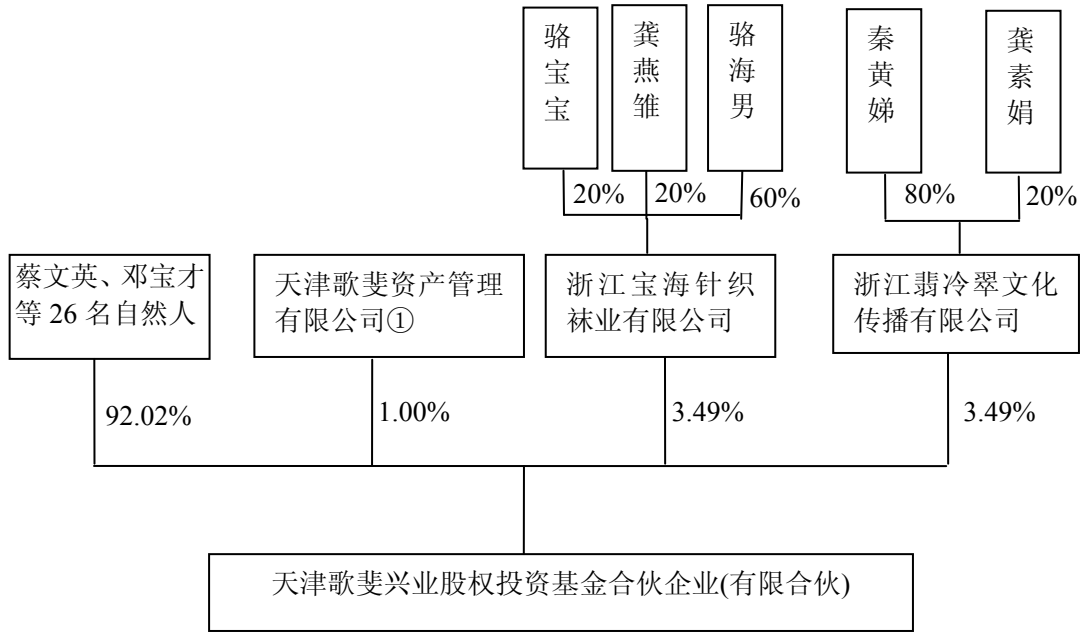 骆宝宝
龚燕雏
骆海男
秦黄娣
龚素娟
20%
20%
60%
80%
20%
蔡文英、邓宝才
等 26 名自然人
天津歌斐资产管理
有限公司①
浙江宝海针织
袜业有限公司
浙江翡冷翠文化
传播有限公司
92.02%
1.00%
3.49%
3.49%
天津歌斐兴业股权投资基金合伙企业(有限合伙)